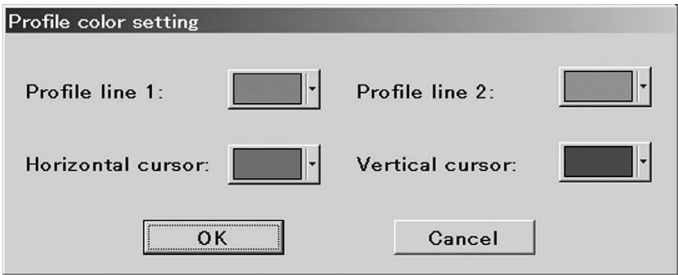 Profile color setting
Profile line 1:
Profile line 2:
Horizontal cursor:
Vertical cursor:
OK
Cancel